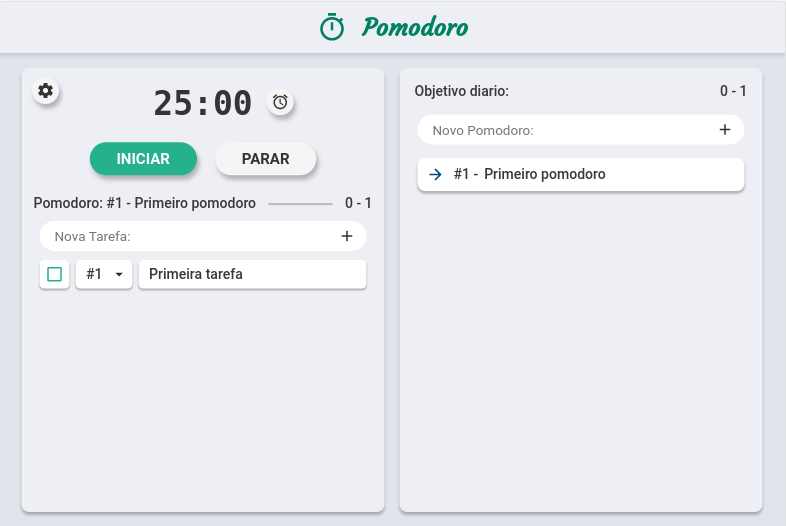 Pomodoro
25:00
INICIAR
PARAR
Pomodoro: #1 - Primeiro pomodoro
0 - 1
Nova Tarefa:
#1
Primeira tarefa
Objetivo diario:
0 - 1
Novo Pomodoro:
#1 - Primeiro pomodoro